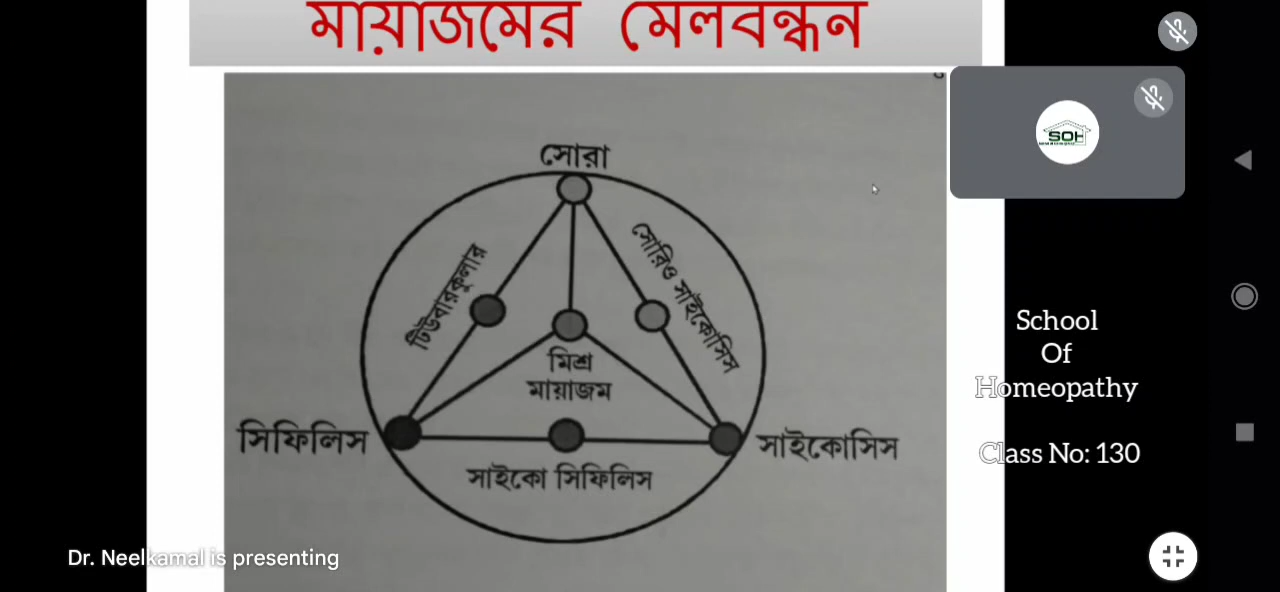 মায়াজমের মেলবন্ধন
SOH
সোরা
টিউবারকুলার
সোরিও সাইকোসিস
মিশ্র
মায়াজম
সিফিলিস
সাইকোসিস
সাইকো সিফিলিস
School
Of
Homeopathy
Class No: 130
Dr. Neelkamal is presenting